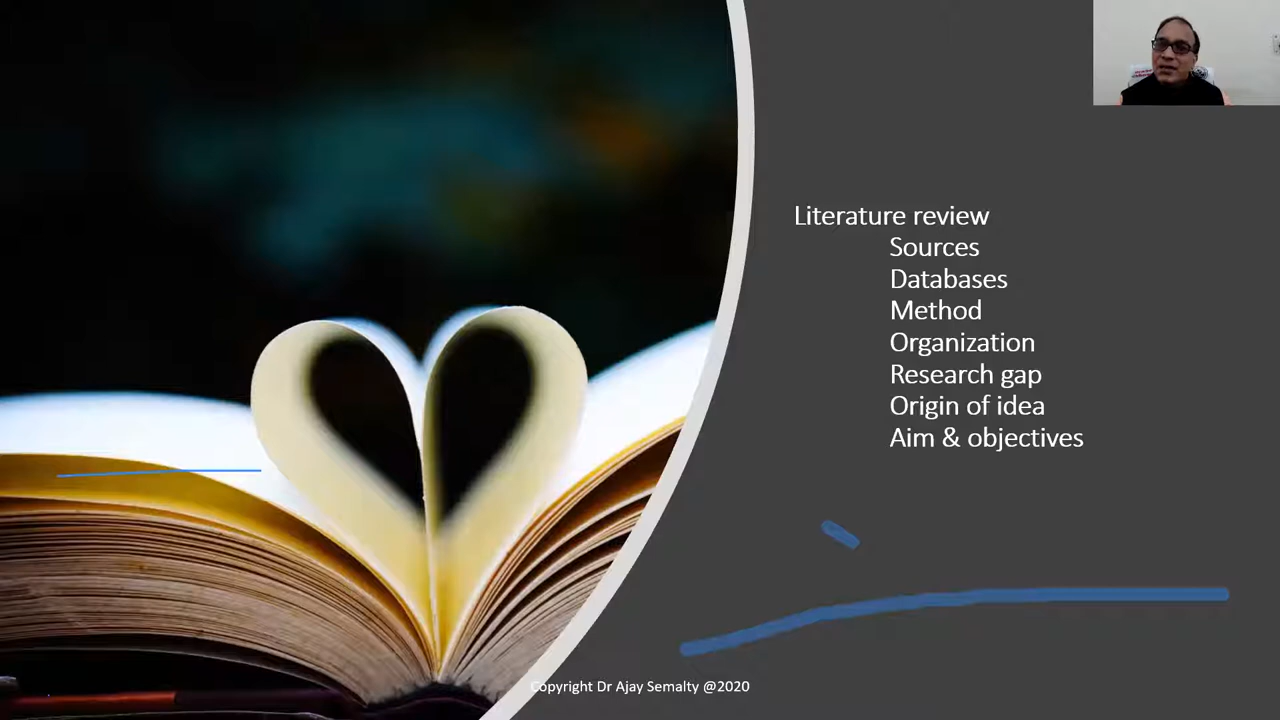 Literature review
Sources
Databases
Method
Organization
Research gap
Origin of idea
Aim & objectives
Copyright Dr Ajay Semalty @2020